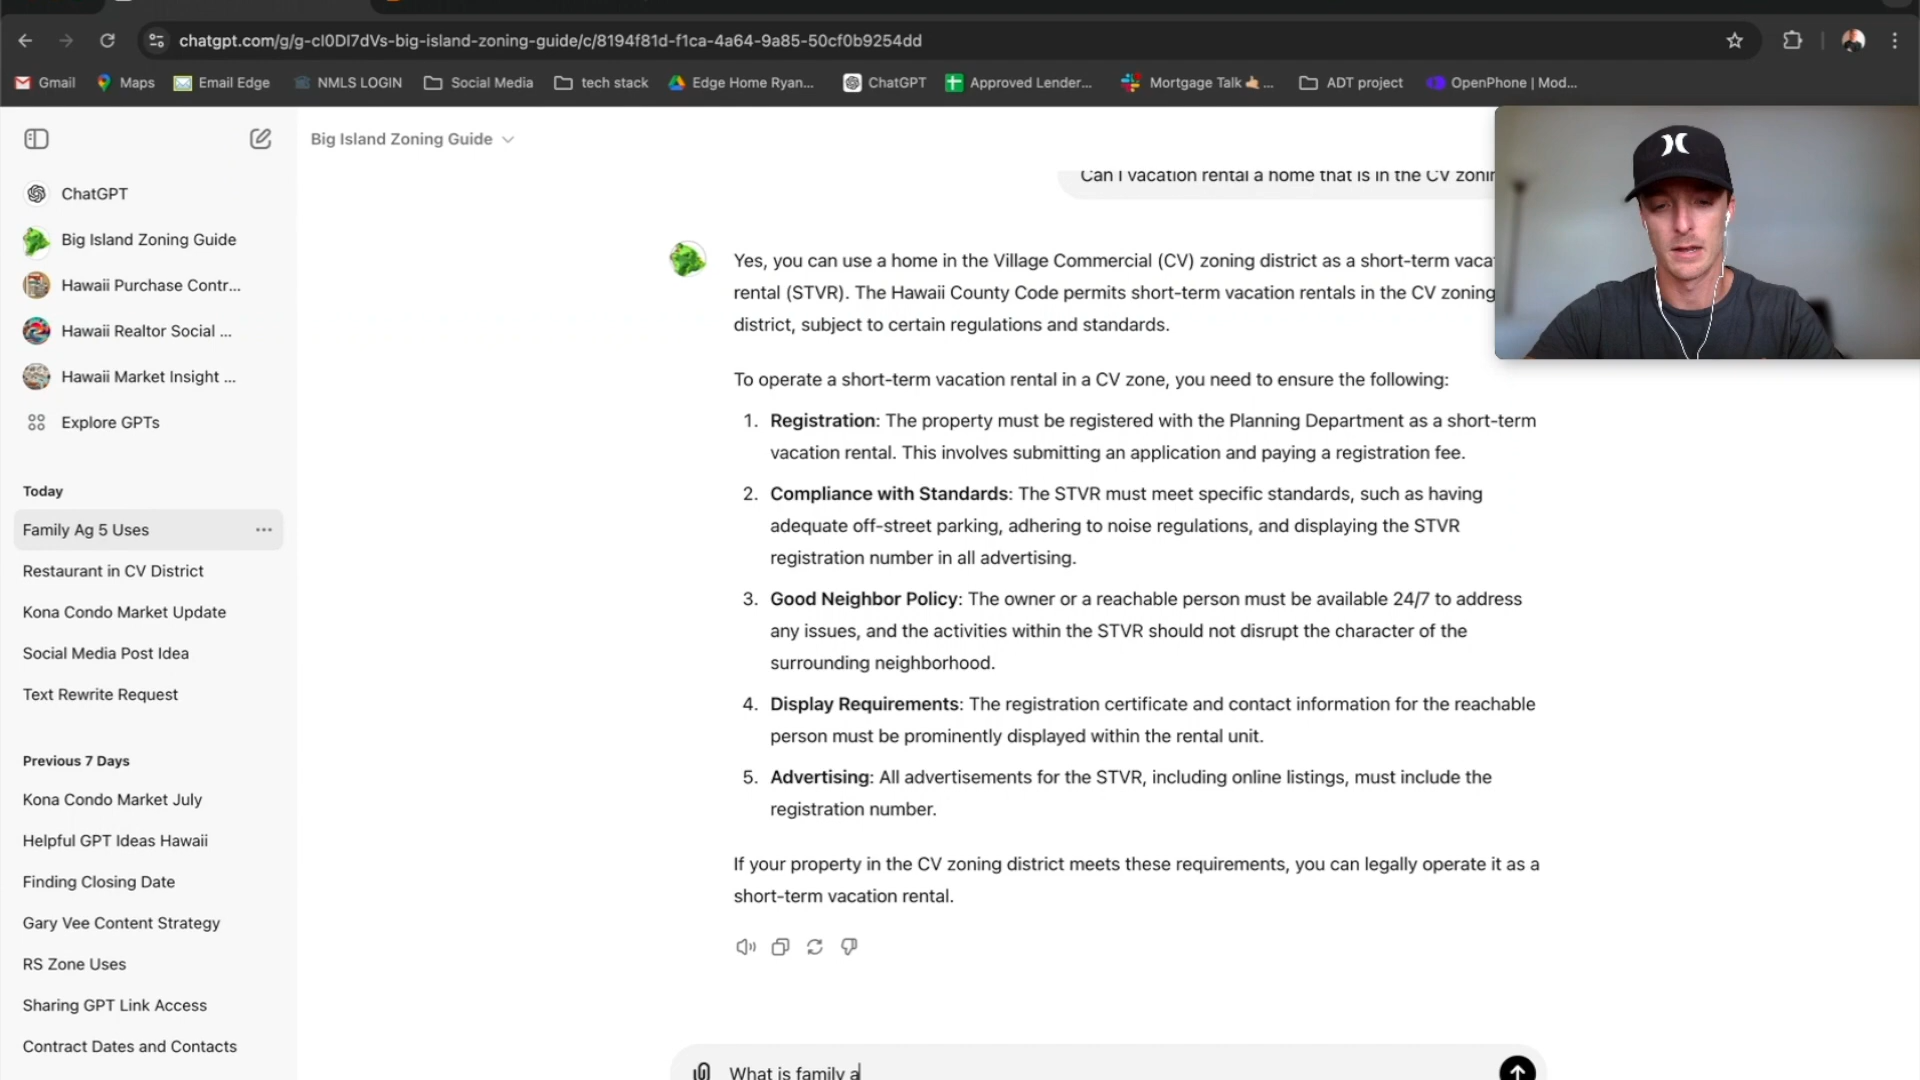 chatgpt.com/g/g-cI0DI7dVs-big-island-zoning-guide/c/8194f81d-f1ca-4a64-9a85-50cf0b9254dd
Gmail Maps Email Edge NMLS LOGIN Social Media tech stack Edge Home Ryan... ChatGPT Approved Lender... Mortgage Talk 🤙🏼 ... ADT project OpenPhone | Mod...
Big Island Zoning Guide
ChatGPT
Big Island Zoning Guide
Hawaii Purchase Contr...
Hawaii Realtor Social ...
Hawaii Market Insight ...
Explore GPTs
Today
Family Ag 5 Uses
Restaurant in CV District
Kona Condo Market Update
Social Media Post Idea
Text Rewrite Request
Previous 7 Days
Kona Condo Market July
Helpful GPT Ideas Hawaii
Finding Closing Date
Gary Vee Content Strategy
RS Zone Uses
Sharing GPT Link Access
Contract Dates and Contacts
Can I vacation rental a home that is in the CV zonin
Yes, you can use a home in the Village Commercial (CV) zoning district as a short-term vaca
rental (STVR). The Hawaii County Code permits short-term vacation rentals in the CV zoning
district, subject to certain regulations and standards.
To operate a short-term vacation rental in a CV zone, you need to ensure the following:
1. Registration: The property must be registered with the Planning Department as a short-term
vacation rental. This involves submitting an application and paying a registration fee.
2. Compliance with Standards: The STVR must meet specific standards, such as having
adequate off-street parking, adhering to noise regulations, and displaying the STVR
registration number in all advertising.
3. Good Neighbor Policy: The owner or a reachable person must be available 24/7 to address
any issues, and the activities within the STVR should not disrupt the character of the
surrounding neighborhood.
4. Display Requirements: The registration certificate and contact information for the reachable
person must be prominently displayed within the rental unit.
5. Advertising: All advertisements for the STVR, including online listings, must include the
registration number.
If your property in the CV zoning district meets these requirements, you can legally operate it as a
short-term vacation rental.
What is family a